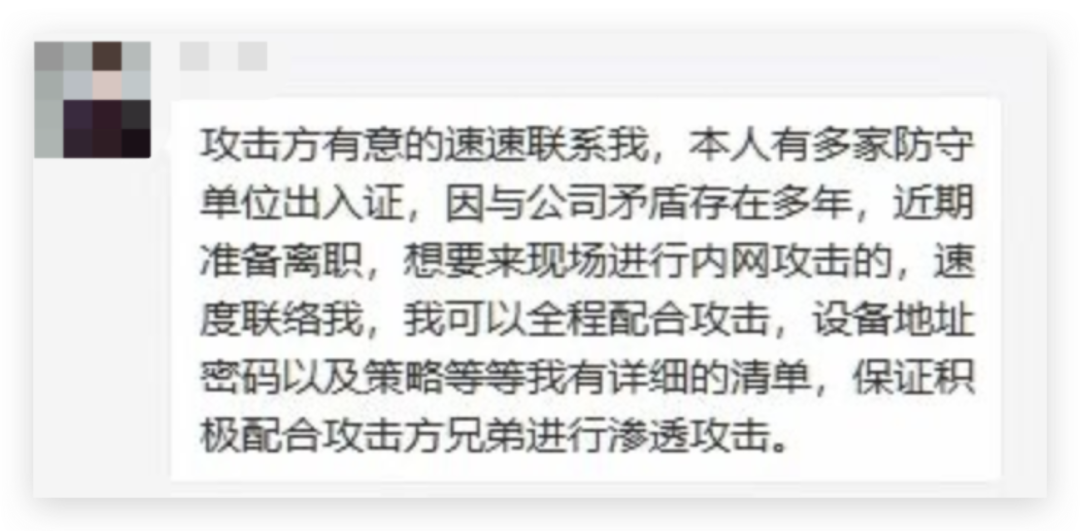 攻击方有意的速速联系我，本人有多家防守
单位出入证，因与公司矛盾存在多年，近期
准备离职，想要来现场进行内网攻击的，速
度联络我，我可以全程配合攻击，设备地址
密码以及策略等等我有详细的清单，保证积
极配合攻击方兄弟进行渗透攻击。